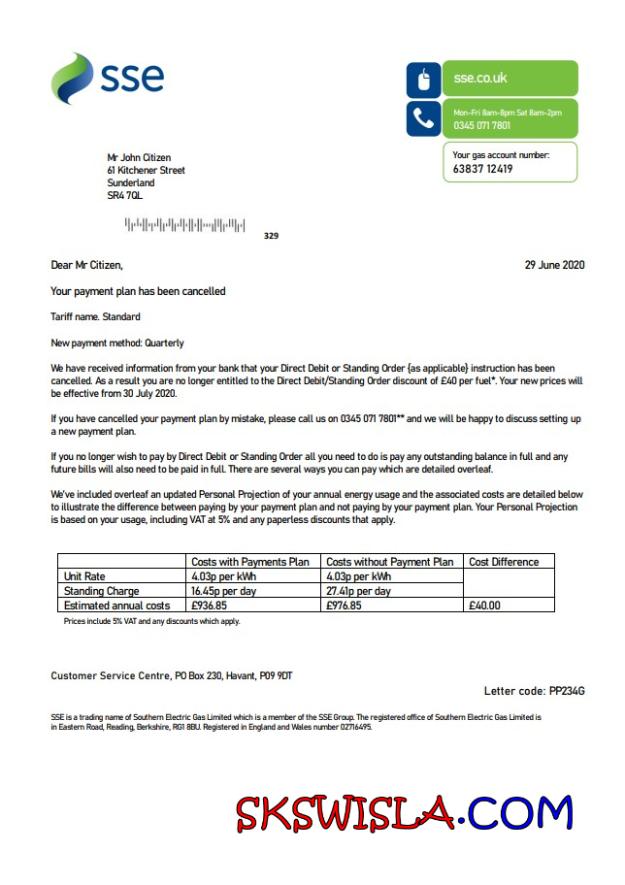 sse
sse.co.uk
Mon-Fri 8am-8pm Sat 8am-2pm
0345 071 7801
Your gas account number:
63837 12419
Mr John Citizen
61 Kitchener Street
Sunderland
SR4 7QL
329
Dear Mr Citizen,
29 June 2020
Your payment plan has been cancelled
Tariff name. Standard
New payment method: Quarterly
We have received information from your bank that your Direct Debit or Standing Order {as applicable} instruction has been
cancelled. As a result you are no longer entitled to the Direct Debit/Standing Order discount of £40 per fuel*. Your new prices will
be effective from 30 July 2020.
If you have cancelled your payment plan by mistake, please call us on 0345 071 7801** and we will be happy to discuss setting up
a new payment plan.
If you no longer wish to pay by Direct Debit or Standing Order all you need to do is pay any outstanding balance in full and any
future bills will also need to be paid in full. There are several ways you can pay which are detailed overleaf.
We've included overleaf an updated Personal Projection of your annual energy usage and the associated costs are detailed below
to illustrate the difference between paying by your payment plan and not paying by your payment plan. Your Personal Projection
is based on your usage, including VAT at 5% and any paperless discounts that apply.
Costs with Payments Plan Costs without Payment Plan Cost Difference
Unit Rate 4.03p per kWh 4.03p per kWh
Standing Charge 16.45p per day 27.41p per day
Estimated annual costs £936.85 £976.85 £40.00
Prices include 5% VAT and any discounts which apply.
Customer Service Centre, PO Box 230, Havant, P09 9DT
Letter code: PP234G
SSE is a trading name of Southern Electric Gas Limited which is a member of the SSE Group. The registered office of Southern Electric Gas Limited is
in Eastern Road, Reading, Berkshire, RG1 8BU. Registered in England and Wales number 02716495.
SKSWISLA.COM